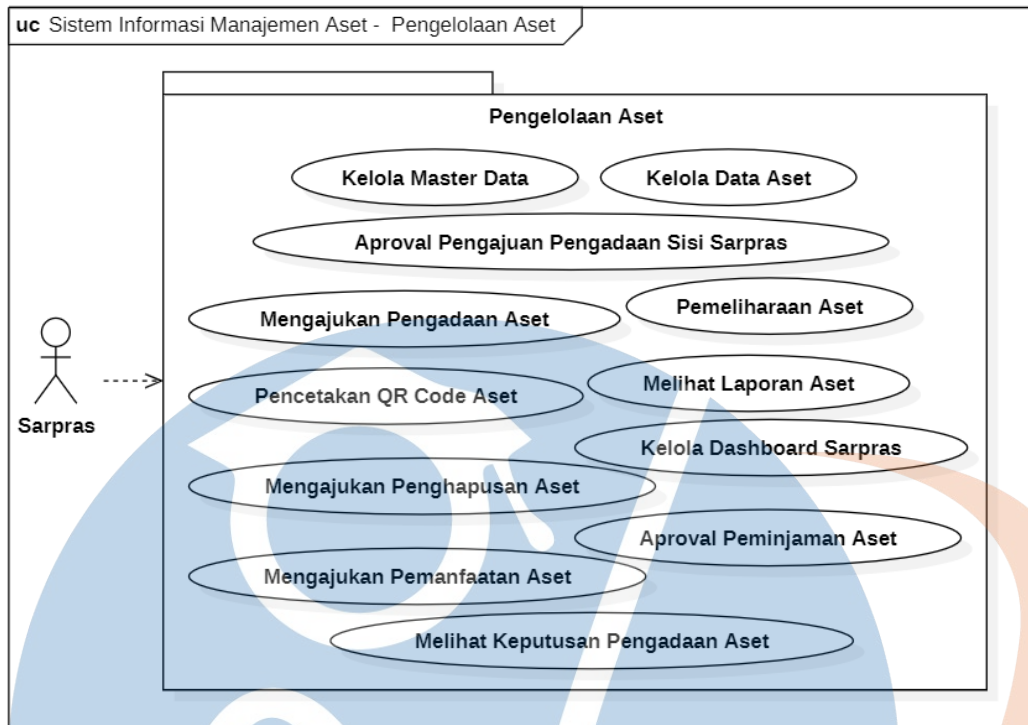 uc Sistem Informasi Manajemen Aset - Pengelolaan Aset
Pengelolaan Aset
Kelola Master Data
Kelola Data Aset
Aproval Pengajuan Pengadaan Sisi Sarpras
Mengajukan Pengadaan Aset
Pemeliharaan Aset
Pencetakan QR Code Aset
Melihat Laporan Aset
Kelola Dashboard Sarpras
Mengajukan Penghapusan Aset
Aproval Peminjaman Aset
Mengajukan Pemanfaatan Aset
Melihat Keputusan Pengadaan Aset
Sarpras